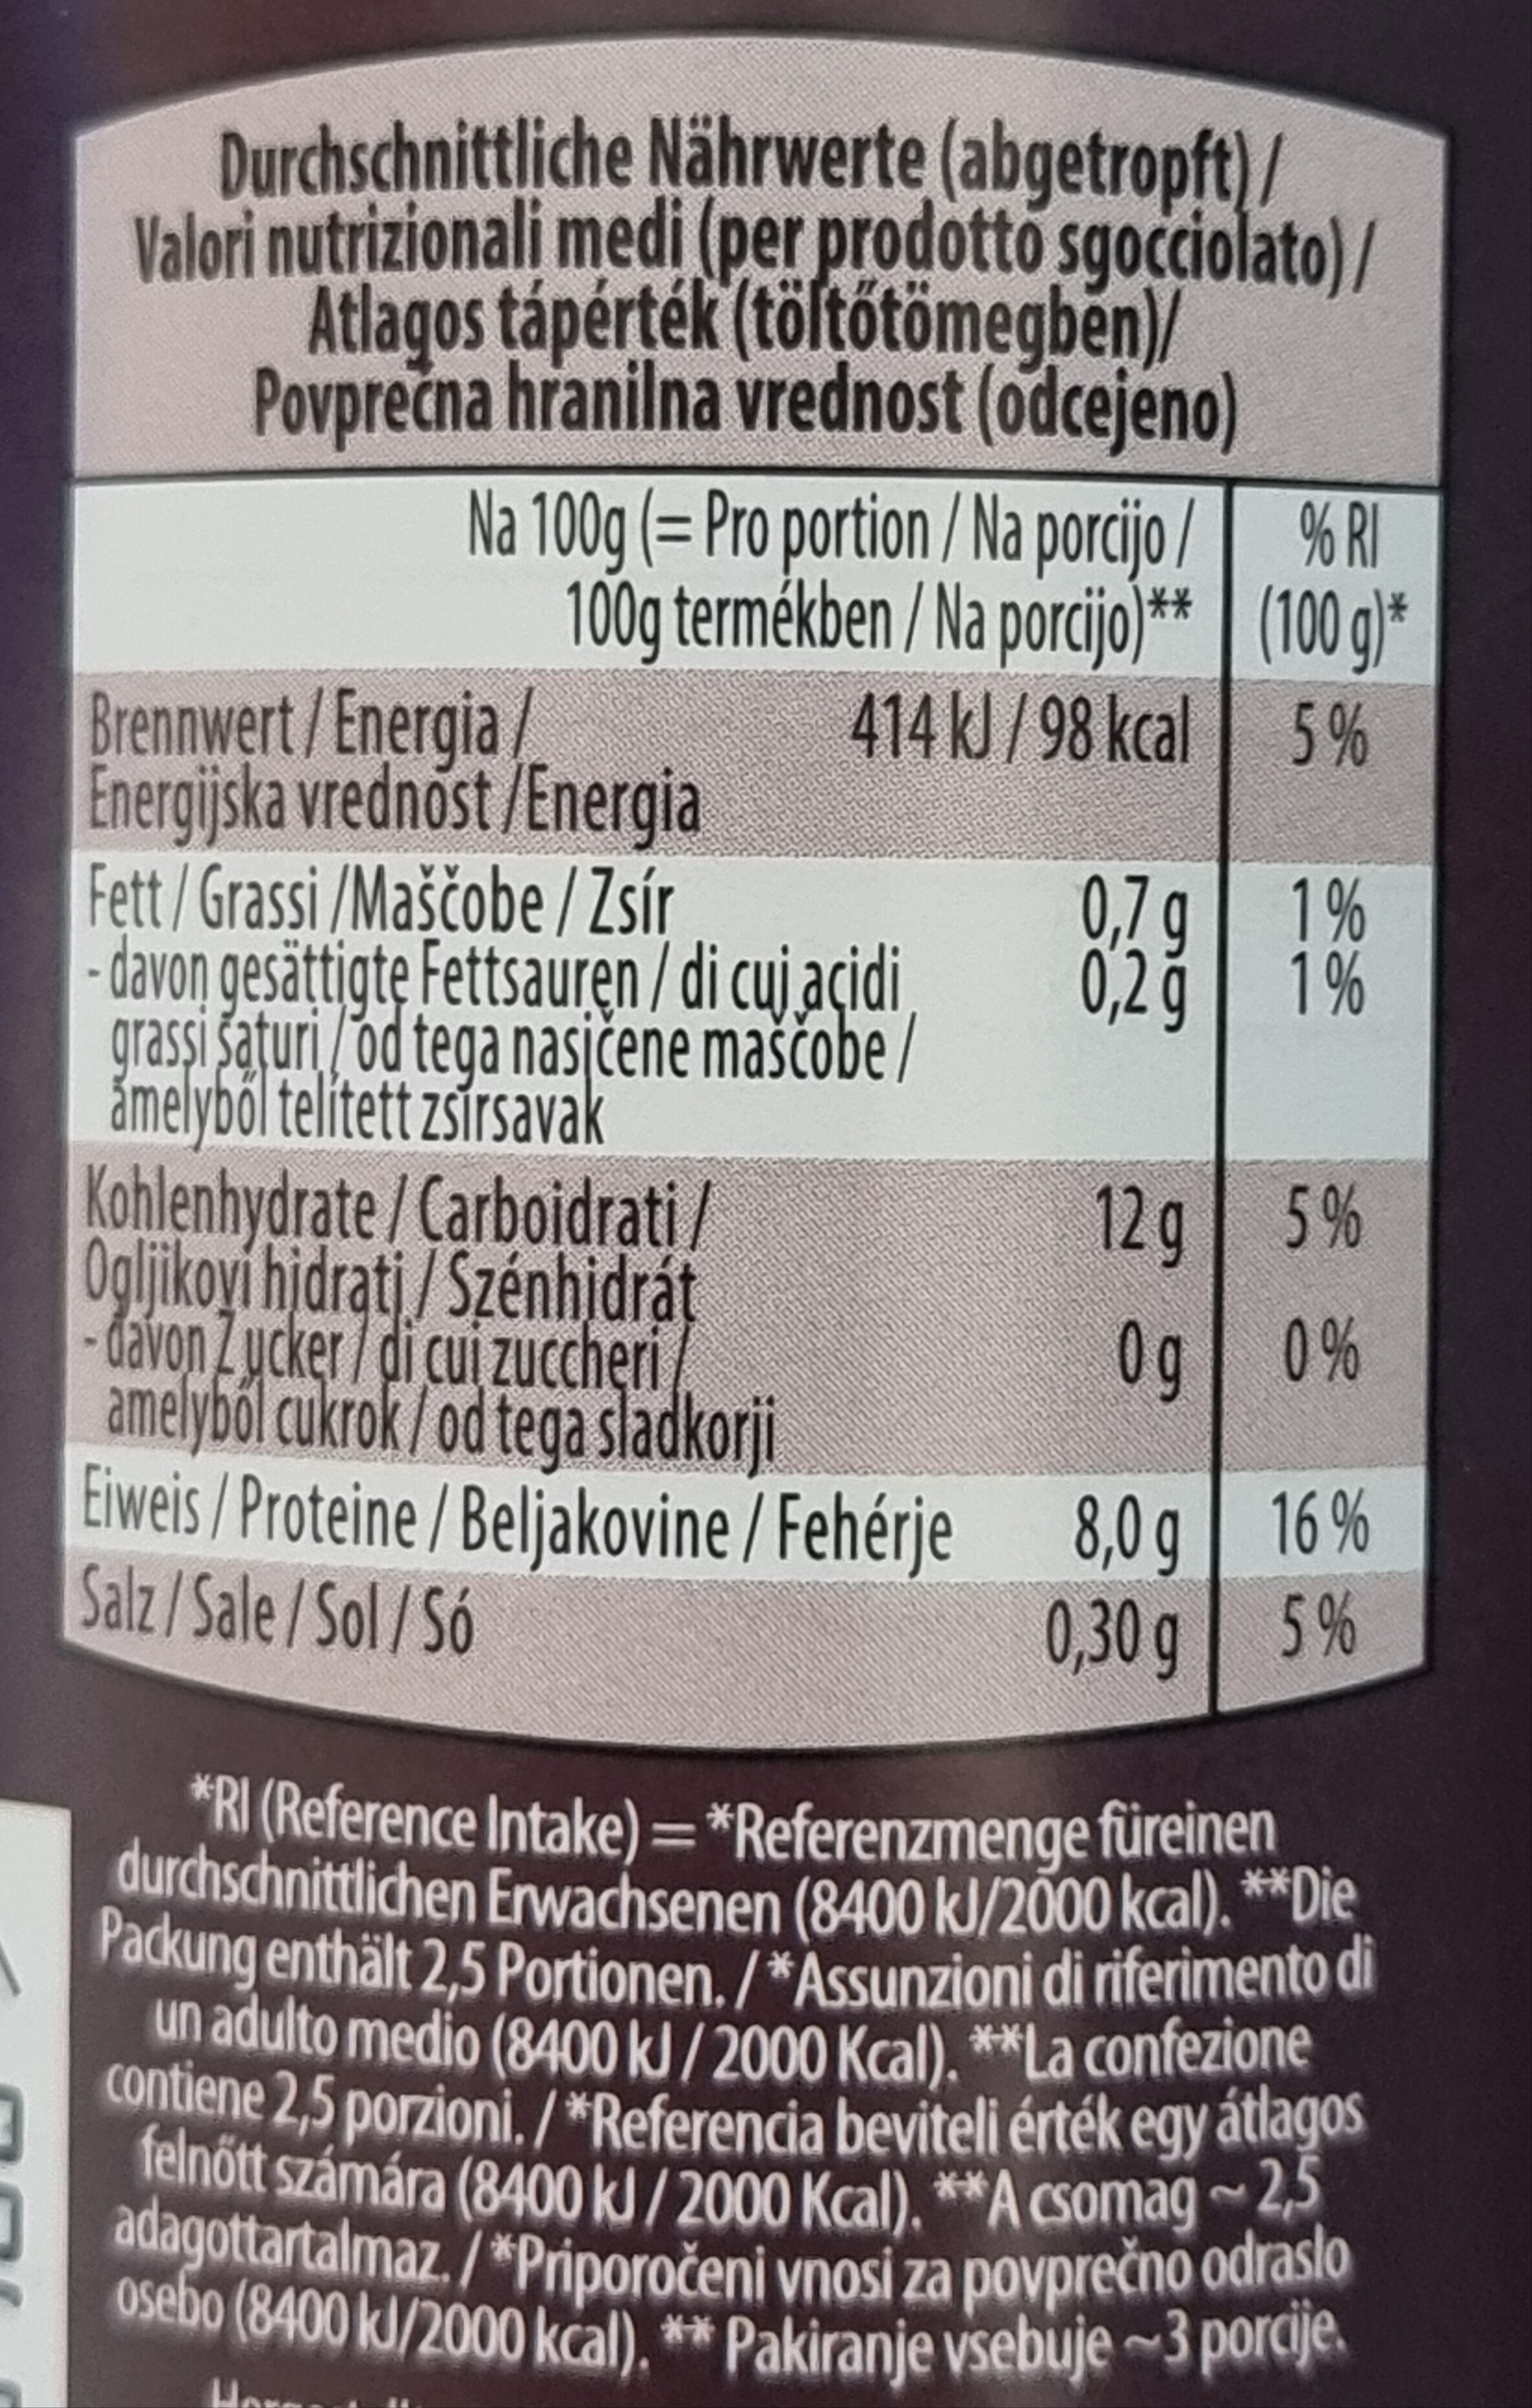 Durchschnittliche Nährwerte (abgetropft) /
Valori nutrizionali medi (per prodotto sgocciolato) /
Atlagos tápérték (töltőtömegben)/
Povprečna hranilna vrednost (odcejeno)
Na 100g (= Pro portion / Na porcijo / % RI
100g termékben / Na porcijo)** (100 g)*
Brennwert / Energia / 414 kJ / 98 kcal 5 %
Energijska vrednost /Energia
Fett / Grassi /Maščobe / Zsír 0,7 g 1 %
- davon gesättigte Fettsauren / di cui acidi 0,2 g 1 %
grassi saturi / od tega nasičene maščobe /
amelyből telített zsírsavak
Kohlenhydrate / Carboidrati / 12 g 5 %
Ogljikovi hidrati / Szénhidrát
- davon Zucker / di cui zuccheri / 0 g 0 %
amelyből cukrok / od tega sladkorji
Eiweis / Proteine / Beljakovine / Fehérje 8,0 g 16 %
Salz / Sale / Sol / Só 0,30 g 5 %
*RI (Reference Intake) = *Referenzmenge füreinen
durchschnittlichen Erwachsenen (8400 kJ/2000 kcal). **Die
Packung enthält 2,5 Portionen. / *Assunzioni di riferimento di
un adulto medio (8400 kJ / 2000 Kcal). **La confezione
contiene 2,5 porzioni. / *Referencia beviteli érték egy átlagos
felnőtt számára (8400 kJ / 2000 Kcal). **A csomag ~ 2,5
adagottartalmaz. / *Priporočeni vnosi za povprečno odraslo
osebo (8400 kJ/2000 kcal). ** Pakiranje vsebuje ~3 porcije.